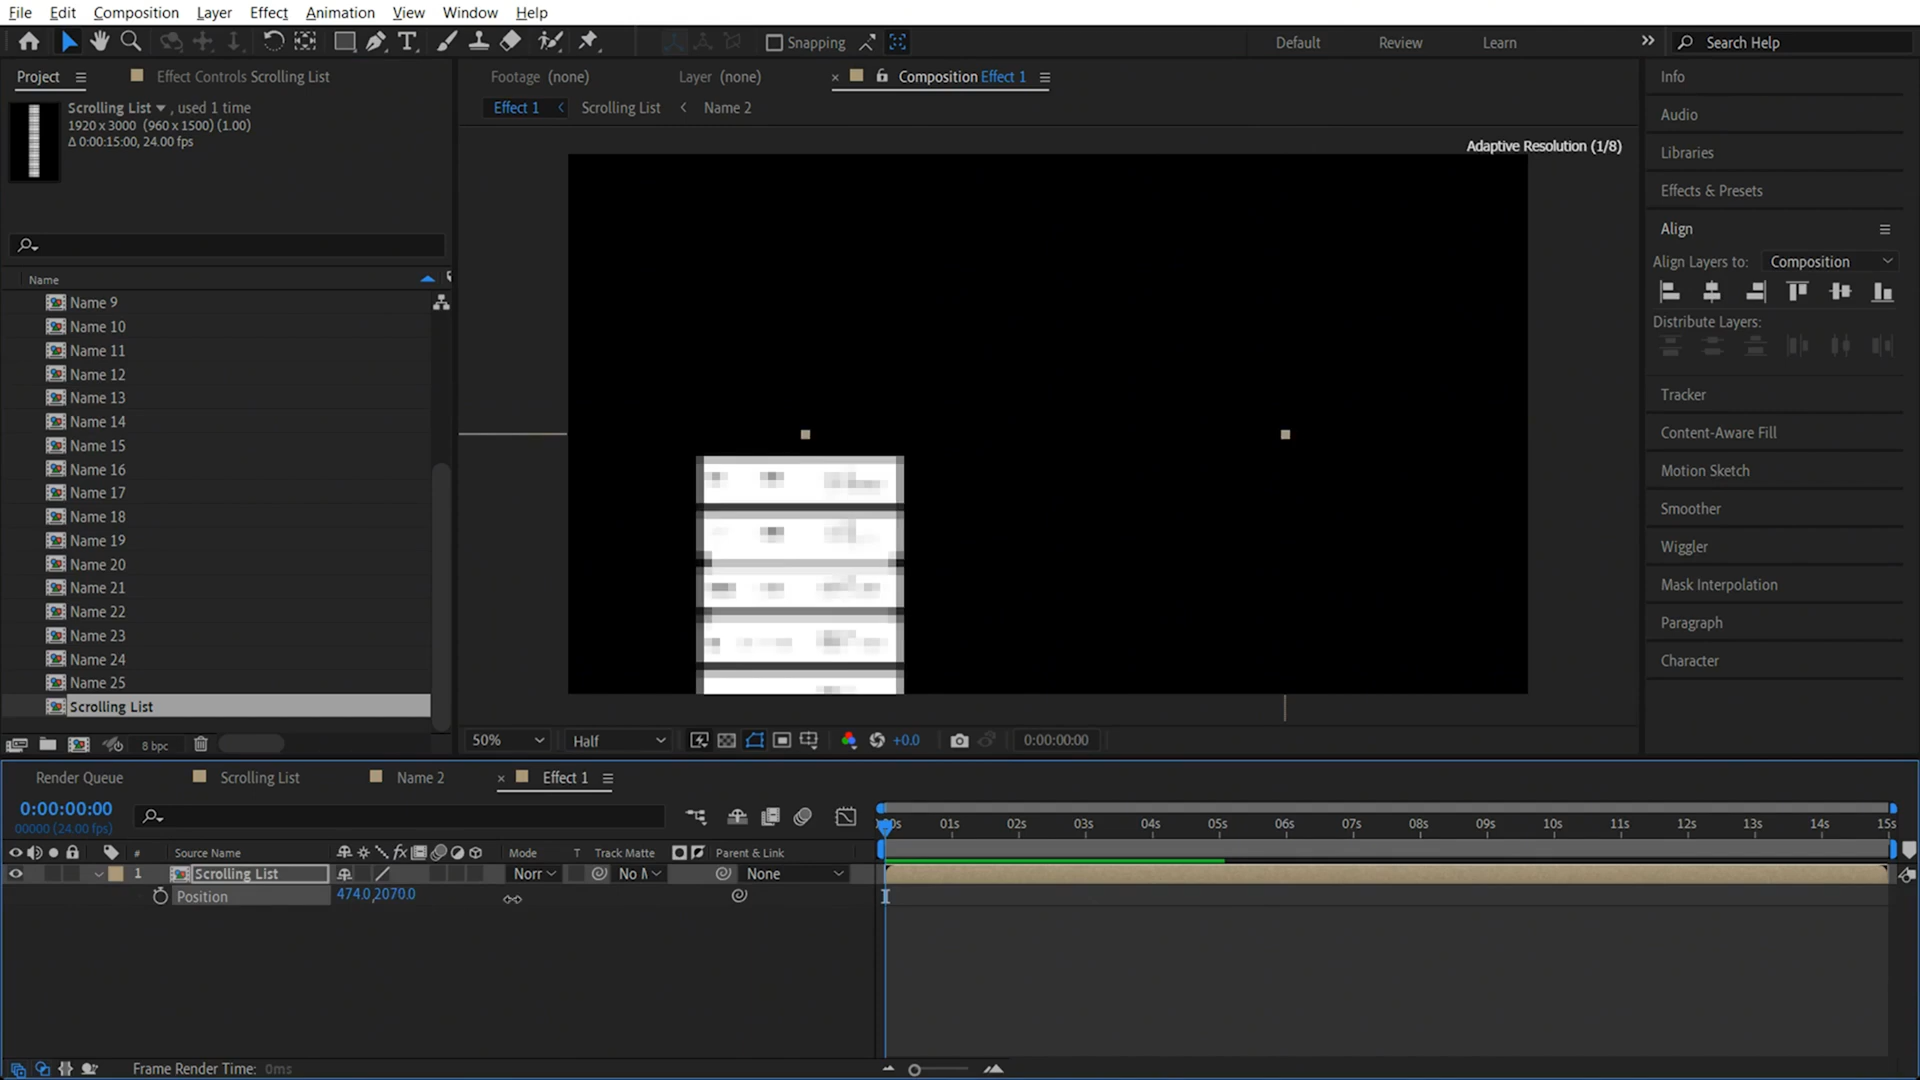 File Edit Composition Layer Effect Animation View Window Help
Snapping Default Review Learn Search Help
Project Effect Controls Scrolling List Footage (none) Layer (none) Composition Effect 1 Info
Scrolling List , used 1 time
1920 x 3000 (960 x 1500) (1.00)
Δ 0:00:15:00, 24.00 fps
Effect 1 Scrolling List Name 2
Audio
Adaptive Resolution (1/8)
Libraries
Effects & Presets
Align
Align Layers to: Composition
Distribute Layers:
Tracker
Content-Aware Fill
Motion Sketch
Smoother
Wiggler
Mask Interpolation
Paragraph
Character
Name
Name 9
Name 10
Name 11
Name 12
Name 13
Name 14
Name 15
Name 16
Name 17
Name 18
Name 19
Name 20
Name 21
Name 22
Name 23
Name 24
Name 25
Scrolling List
8 bpc
50% Half +0.0 0:00:00:00
Render Queue Scrolling List Name 2 Effect 1
0:00:00:00
00000 (24.00 fps)
01s 02s 03s 04s 05s 06s 07s 08s 09s 10s 11s 12s 13s 14s 15s
# Source Name Mode T Track Matte Parent & Link
1 Scrolling List Norr No M None
Position 474.0,2070.0
Frame Render Time: 0ms